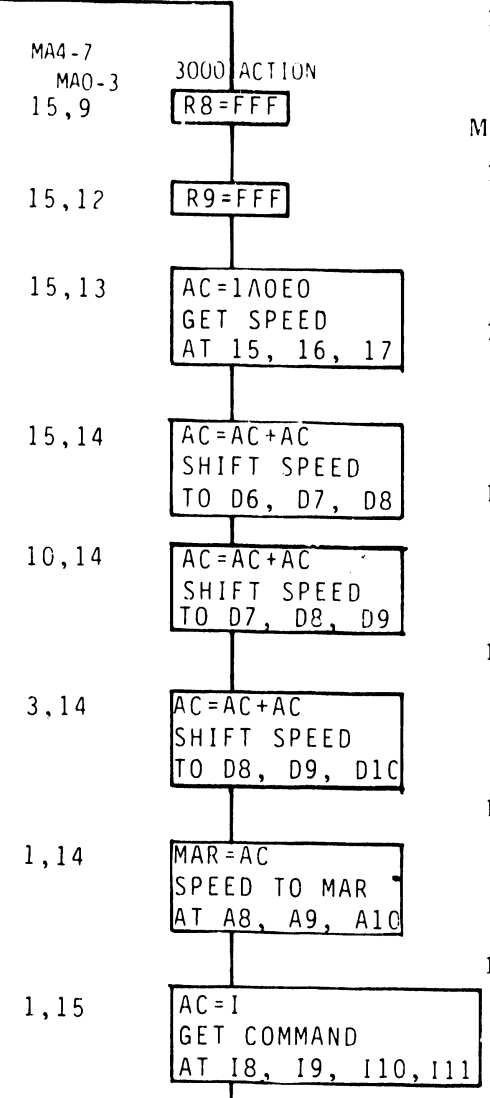 MA4-7
MA0-3
3000 ACTION
15,9
R8=FFF
15,12
R9=FFF
15,13
AC=1Λ0E0
GET SPEED
AT 15, 16, 17
15,14
AC=AC+AC
SHIFT SPEED
TO D6, D7, D8
10,14
AC=AC+AC
SHIFT SPEED
TO D7, D8, D9
3,14
AC=AC+AC
SHIFT SPEED
TO D8, D9, D10
1,14
MAR=AC
SPEED TO MAR
AT A8, A9, A10
1,15
AC=I
GET COMMAND
AT I8, I9, I10, I11
M